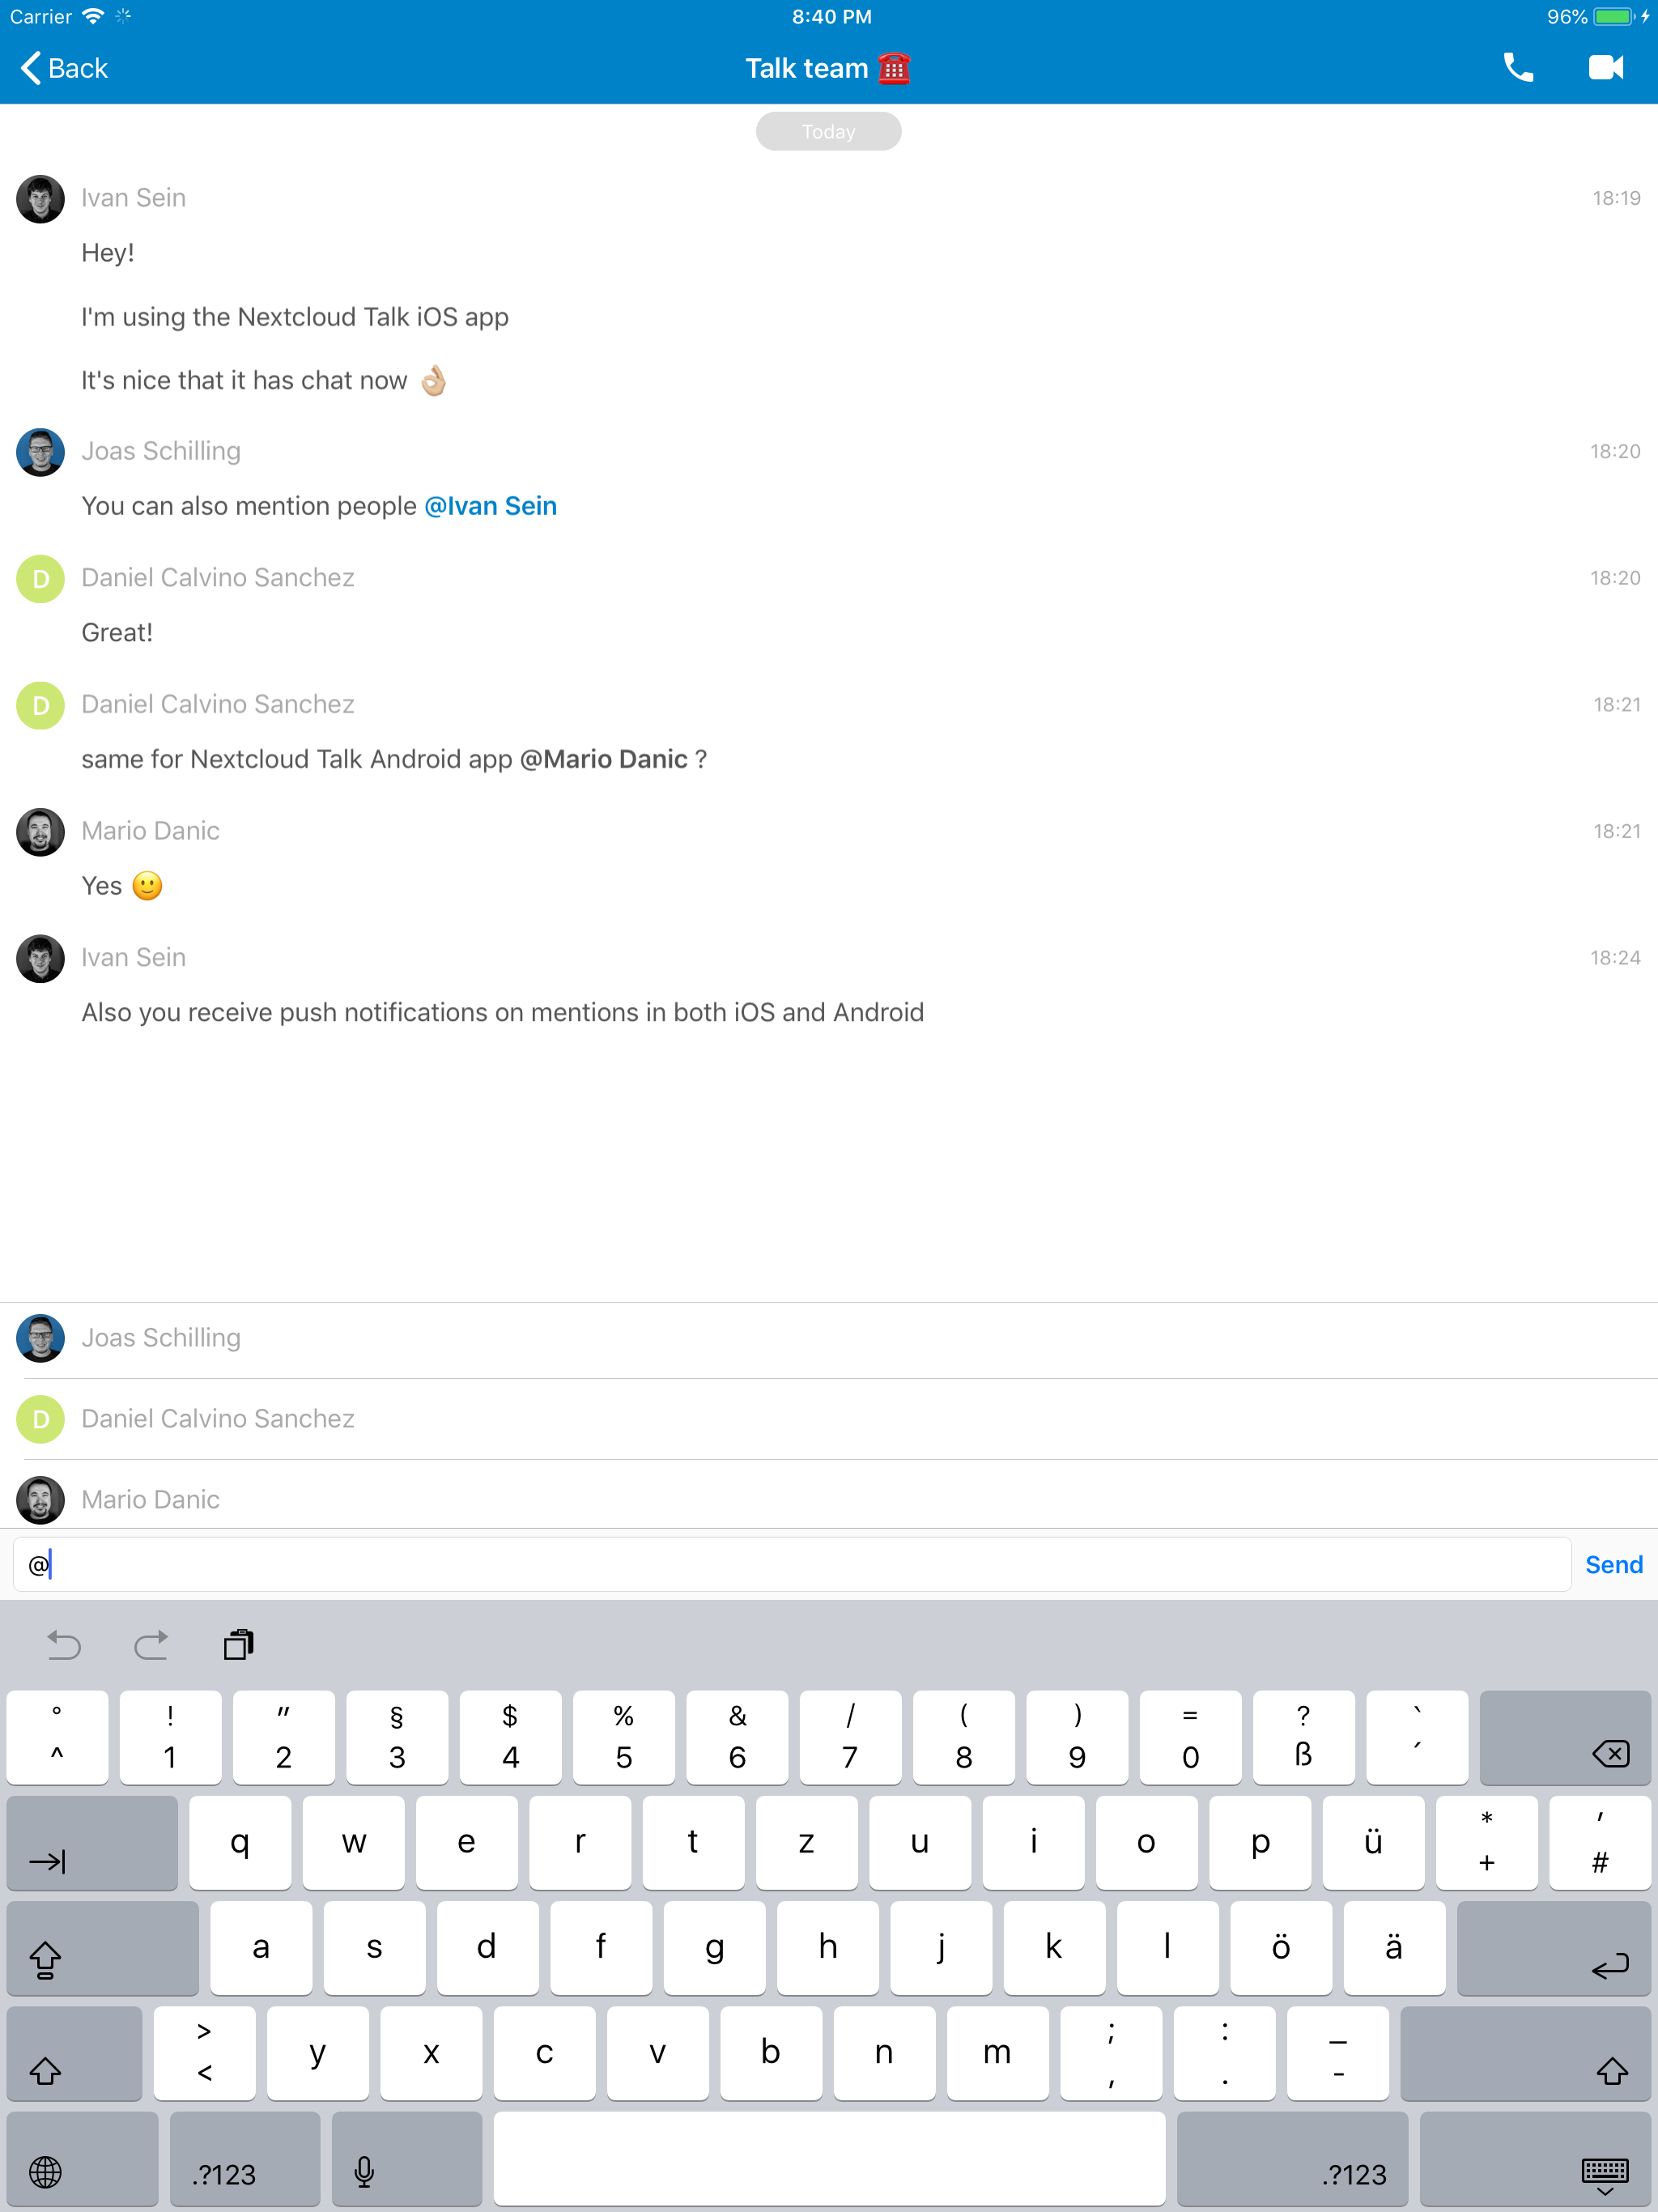 Carrier 8:40 PM 96%
Back Talk team ☎️
Today
Ivan Sein 18:19
Hey!
I'm using the Nextcloud Talk iOS app
It's nice that it has chat now 👌🏼
Joas Schilling 18:20
You can also mention people @Ivan Sein
D Daniel Calvino Sanchez 18:20
Great!
D Daniel Calvino Sanchez 18:21
same for Nextcloud Talk Android app @Mario Danic ?
Mario Danic 18:21
Yes 🙂
Ivan Sein 18:24
Also you receive push notifications on mentions in both iOS and Android
Joas Schilling
D Daniel Calvino Sanchez
Mario Danic
@ Send
° ! " § $ % & / ( ) = ? `
^ 1 2 3 4 5 6 7 8 9 0 ß ´
q w e r t z u i o p ü * + ' #
a s d f g h j k l ö ä
> < y x c v b n m ; , : . _ -
.?123 .?123